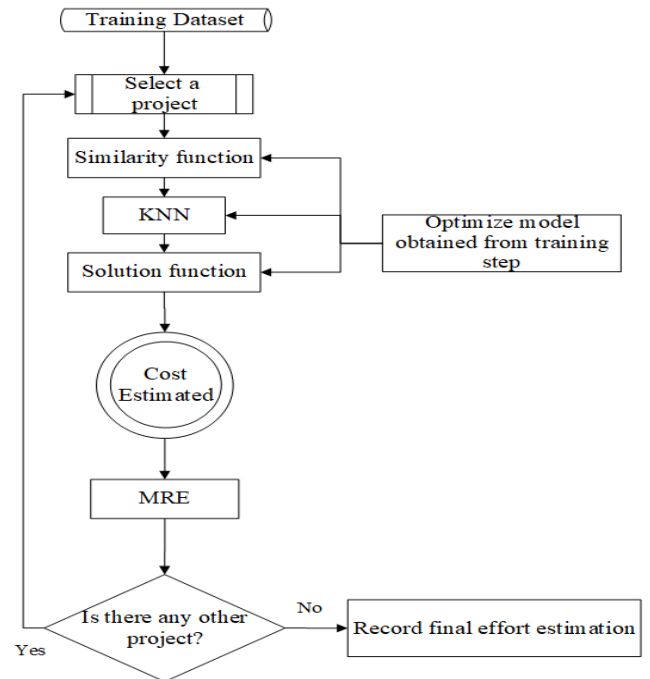 Training Dataset
Select a
project
Similarity function
KNN
Optimize model
obtained from training
step
Solution function
Cost
Estimated
MRE
Is there any other
project?
No
Yes
Record final effort estimation